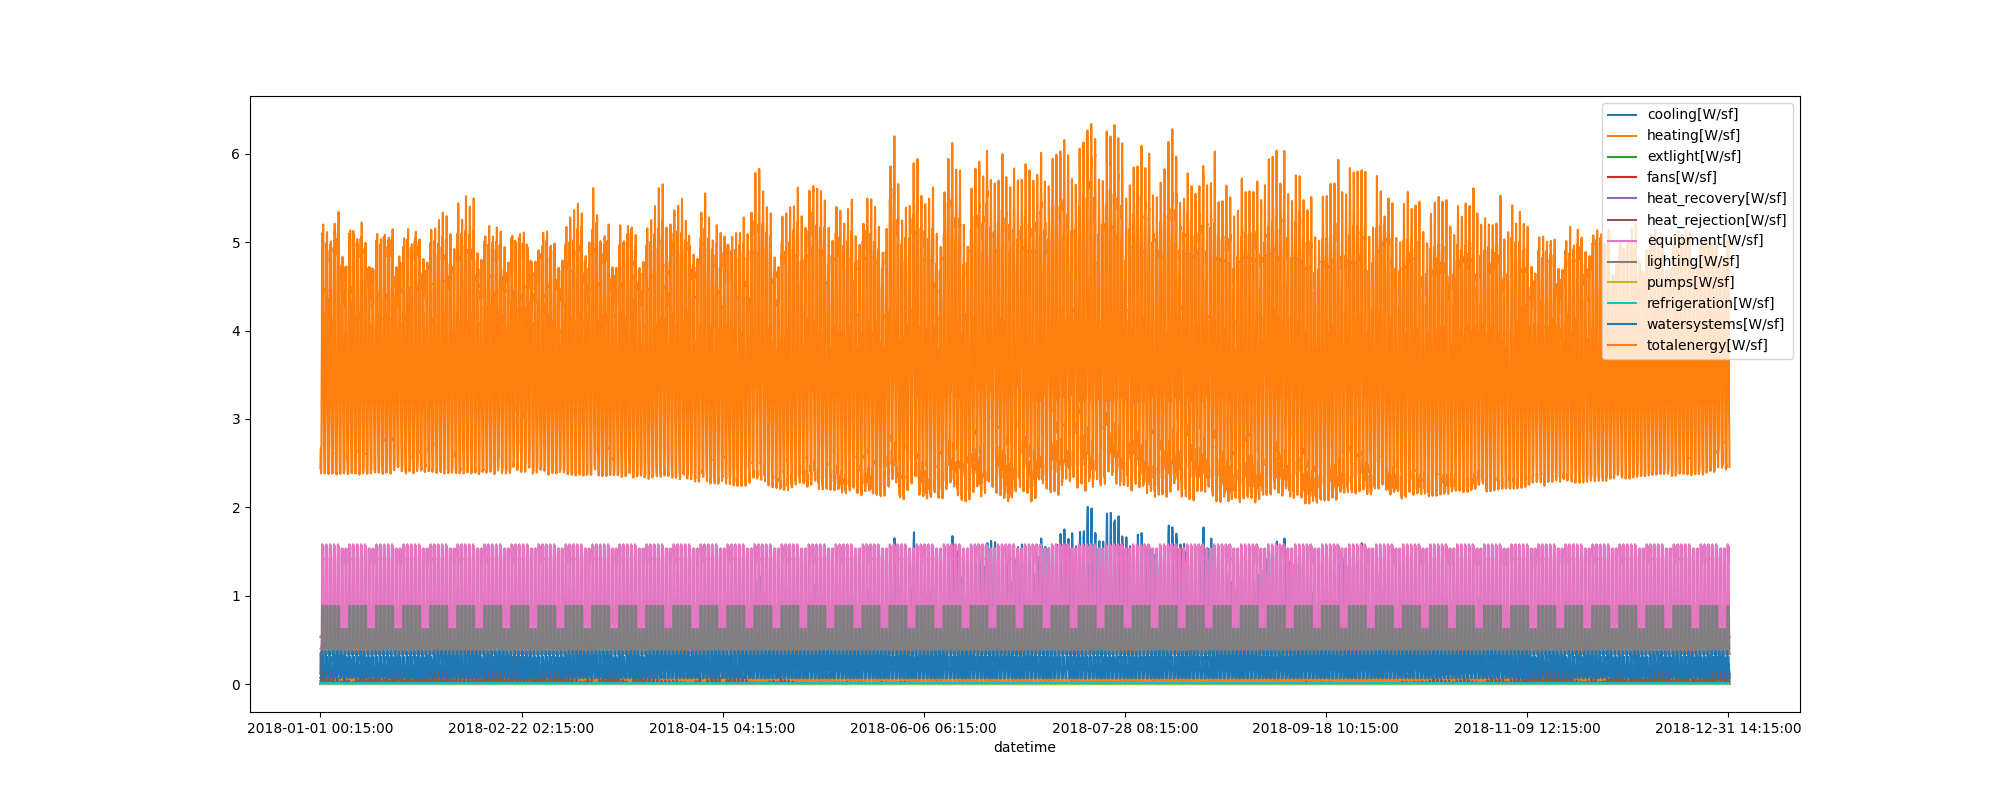 6
5
4
3
2
1
0
cooling[W/sf]
heating[W/sf]
extlight[W/sf]
fans[W/sf]
heat_recovery[W/sf]
heat_rejection[W/sf]
equipment[W/sf]
lighting[W/sf]
pumps[W/sf]
refrigeration[W/sf]
watersystems[W/sf]
totalenergy[W/sf]
2018-01-01 00:15:00 2018-02-22 02:15:00 2018-04-15 04:15:00 2018-06-06 06:15:00 2018-07-28 08:15:00 2018-09-18 10:15:00 2018-11-09 12:15:00 2018-12-31 14:15:00
datetime